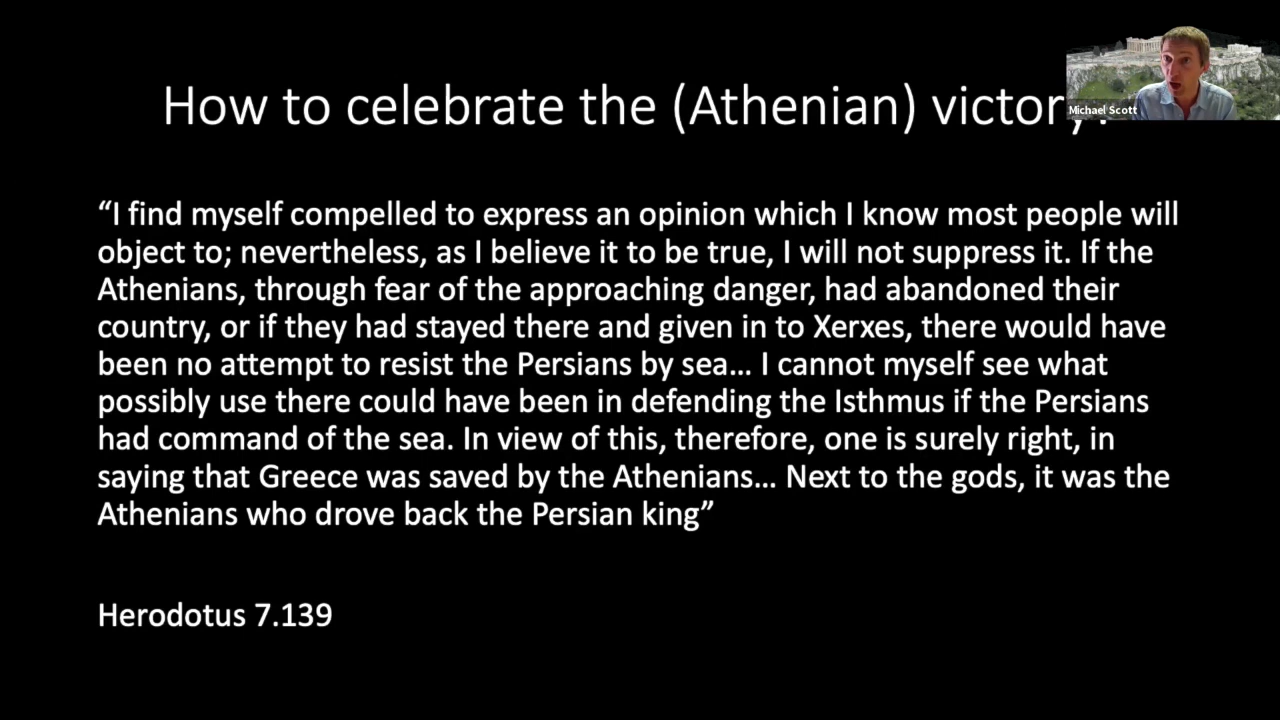 How to celebrate the (Athenian) victory?
Michael Scott
“I find myself compelled to express an opinion which I know most people will
object to; nevertheless, as I believe it to be true, I will not suppress it. If the
Athenians, through fear of the approaching danger, had abandoned their
country, or if they had stayed there and given in to Xerxes, there would have
been no attempt to resist the Persians by sea… I cannot myself see what
possibly use there could have been in defending the Isthmus if the Persians
had command of the sea. In view of this, therefore, one is surely right, in
saying that Greece was saved by the Athenians… Next to the gods, it was the
Athenians who drove back the Persian king”
Herodotus 7.139